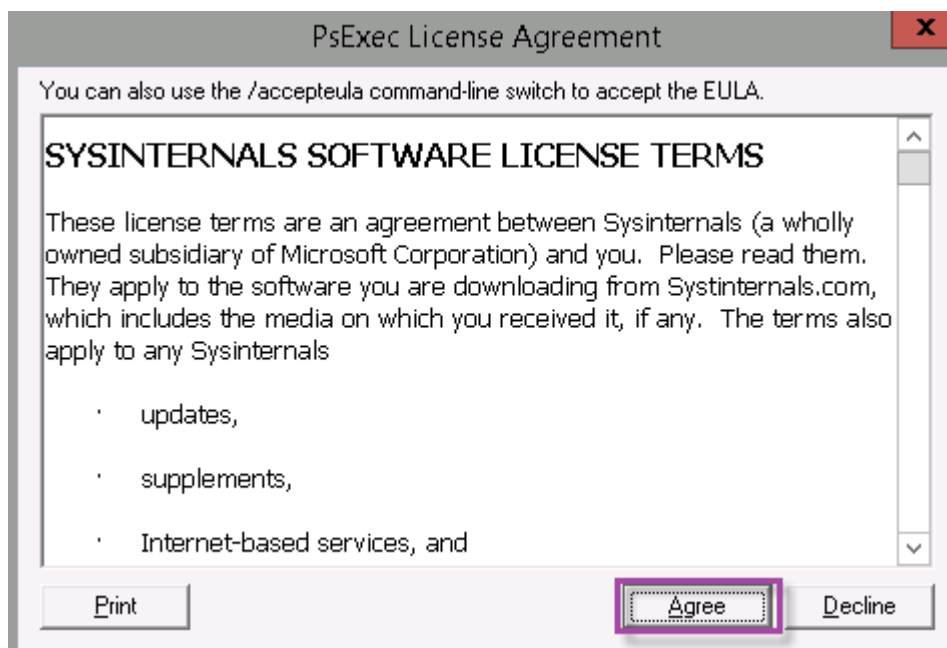 PsExec License Agreement
x
You can also use the /accepteula command-line switch to accept the EULA.
SYSINTERNALS SOFTWARE LICENSE TERMS
These license terms are an agreement between Sysinternals (a wholly
owned subsidiary of Microsoft Corporation) and you.  Please read them.
They apply to the software you are downloading from Systinternals.com,
which includes the media on which you received it, if any.  The terms also
apply to any Sysinternals
· updates,
· supplements,
· Internet-based services, and
Print Agree Decline